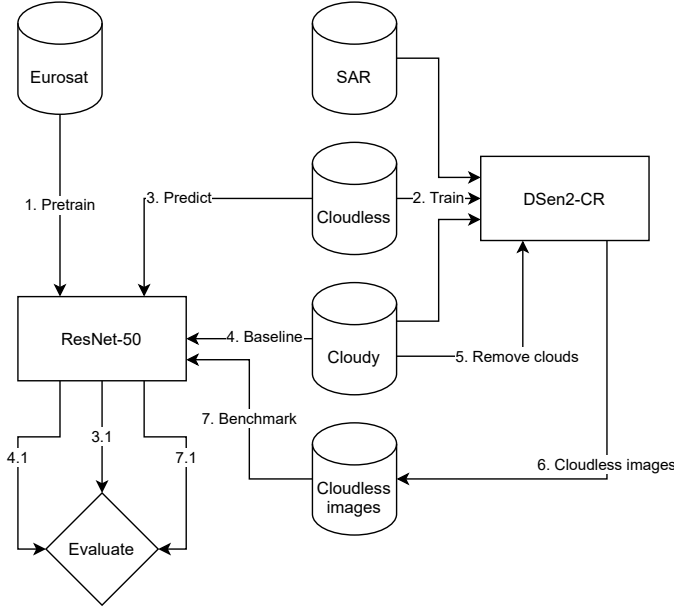 Eurosat
SAR
1. Pretrain
3. Predict
Cloudless
2. Train
DSen2-CR
ResNet-50
4. Baseline
Cloudy
5. Remove clouds
7. Benchmark
4.1
3.1
7.1
6. Cloudless images
Cloudless
images
Evaluate